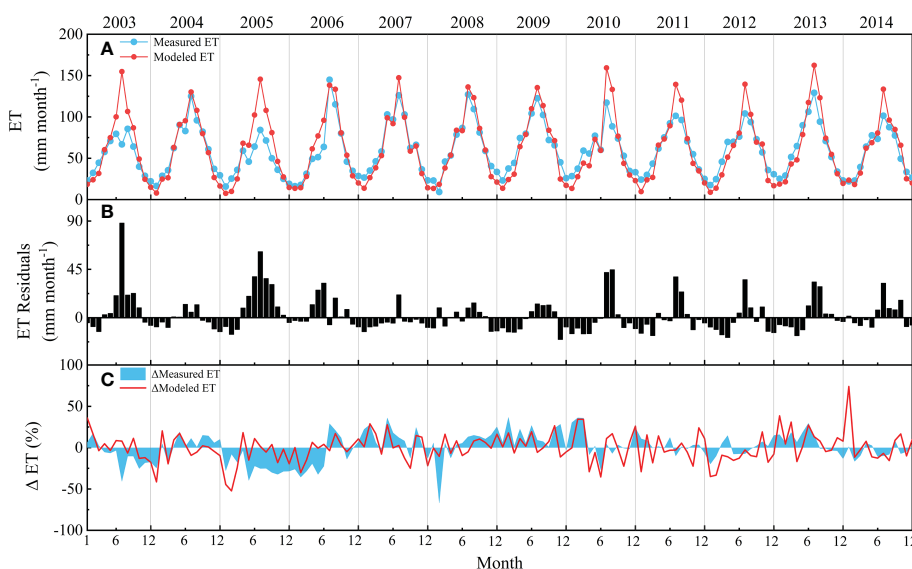 2003 2004 2005 2006 2007 2008 2009 2010 2011 2012 2013 2014
A
Measured ET
Modeled ET
200
150
100
50
0
ET
(mm month⁻¹)
B
90
45
0
ET Residuals
(mm month⁻¹)
C
ΔMeasured ET
ΔModeled ET
100
50
0
-50
-100
Δ ET (%)
1 6 12 6 12 6 12 6 12 6 12 6 12 6 12 6 12 6 12 6 12 6 12 6 12
Month